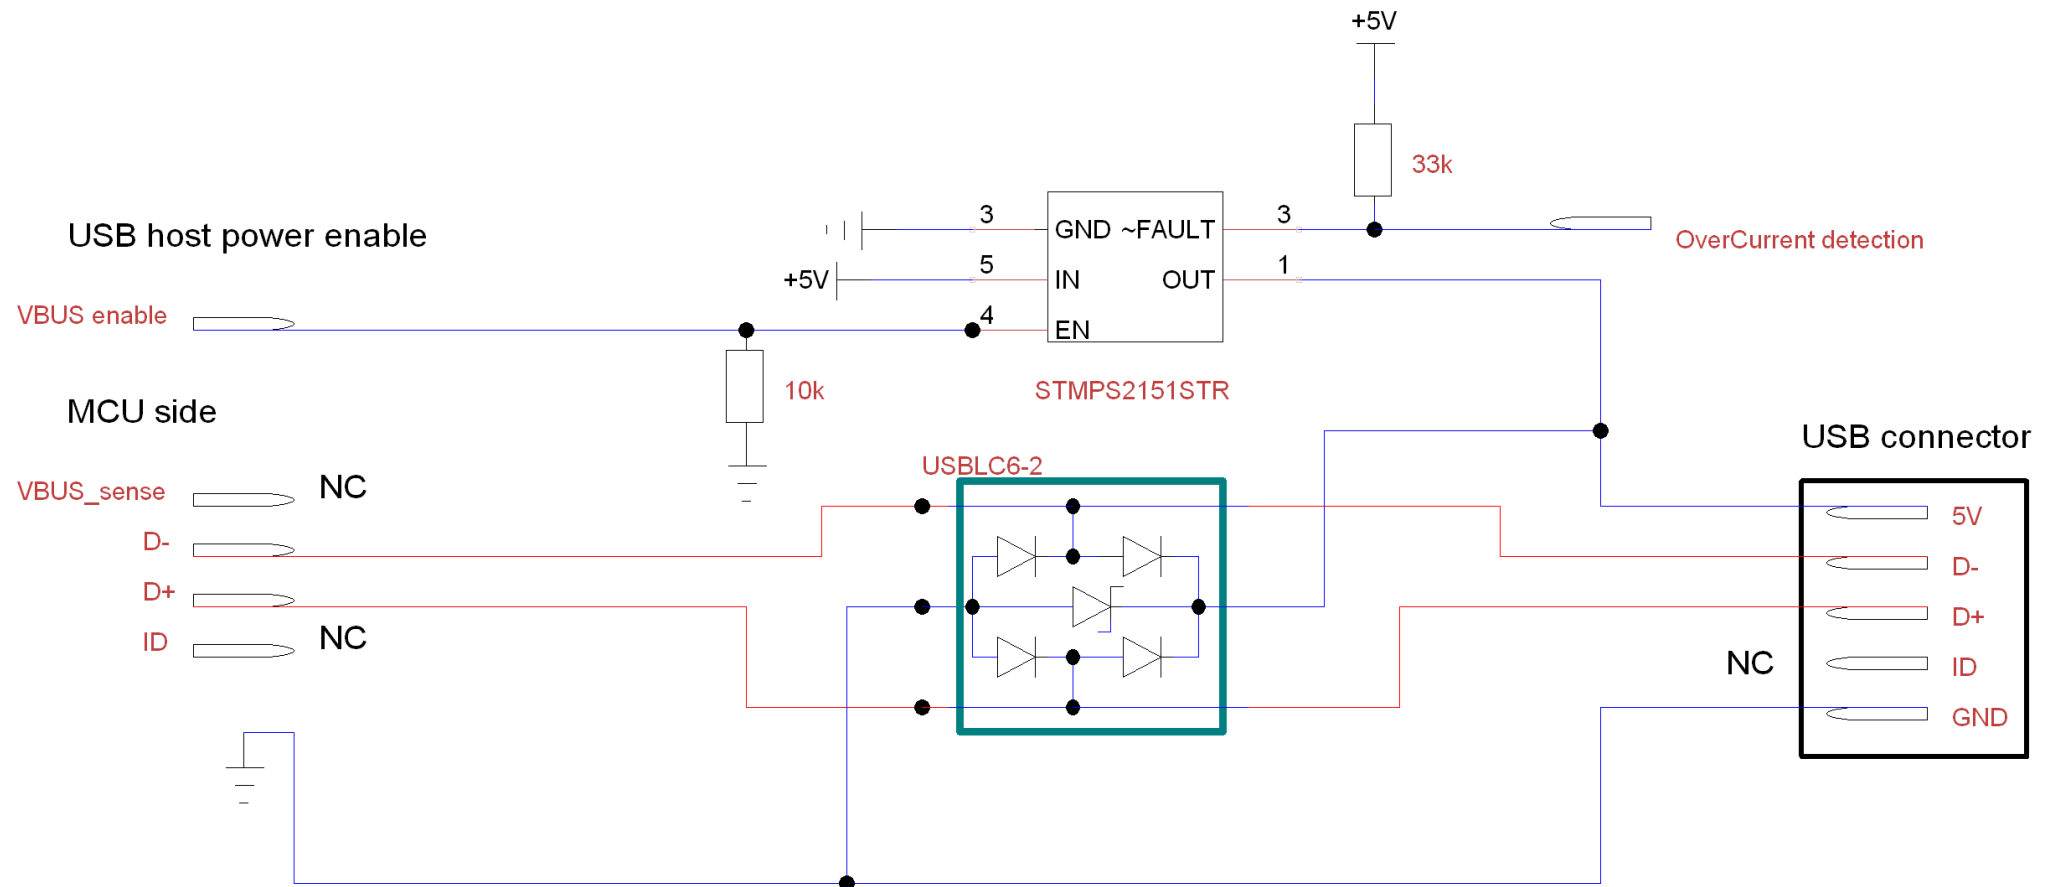 +5V
33k
USB host power enable
3
GND
~FAULT
3
OverCurrent detection
+5V
5
IN
OUT
1
VBUS enable
4
EN
10k
STMPS2151STR
MCU side
USB connector
USBLC6-2
VBUS_sense
NC
5V
D-
D-
D+
D+
ID
NC
NC
ID
GND